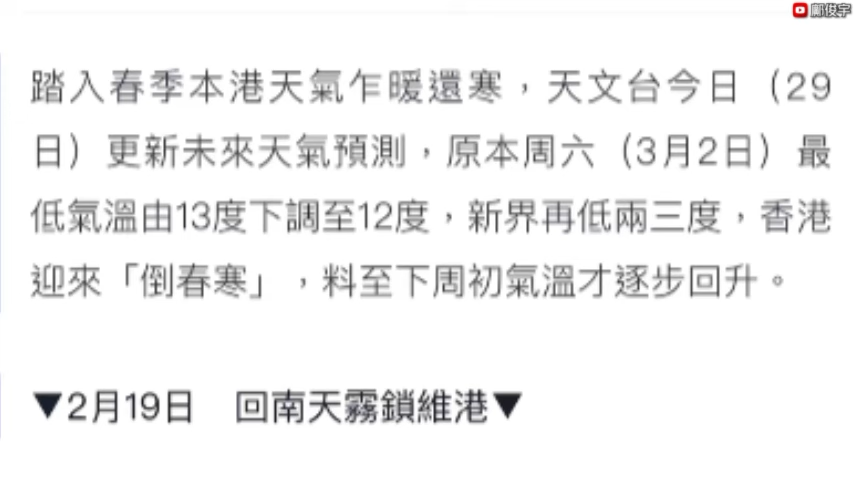 鄺俊宇
踏入春季本港天氣乍暖還寒，天文台今日（29
日）更新未來天氣預測，原本周六（3月2日）最
低氣溫由13度下調至12度，新界再低兩三度，香港
迎來「倒春寒」，料至下周初氣溫才逐步回升。
▼2月19日　回南天霧鎖維港▼